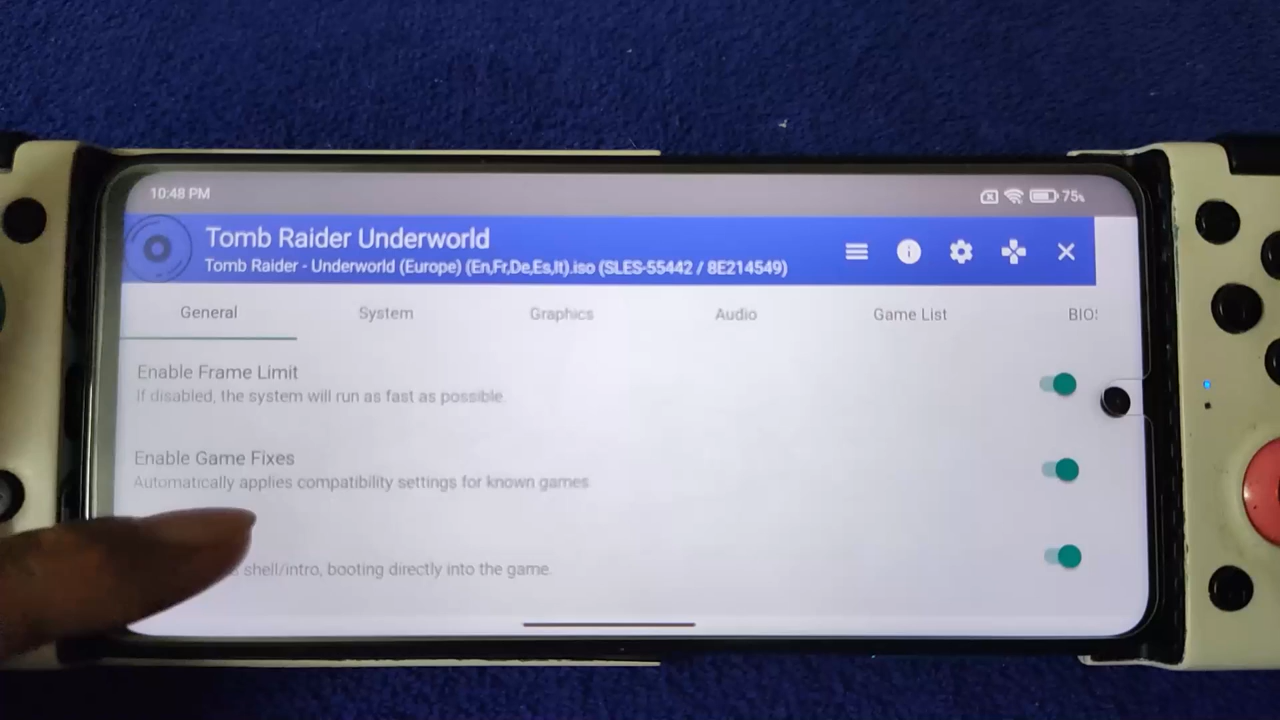 10:48 PM
75%
Tomb Raider Underworld
Tomb Raider - Underworld (Europe) (En,Fr,De,Es,It).iso (SLES-55442 / 8E214549)
General System Graphics Audio Game List BIOS
Enable Frame Limit
If disabled, the system will run as fast as possible.
Enable Game Fixes
Automatically applies compatibility settings for known games
shell/intro, booting directly into the game.